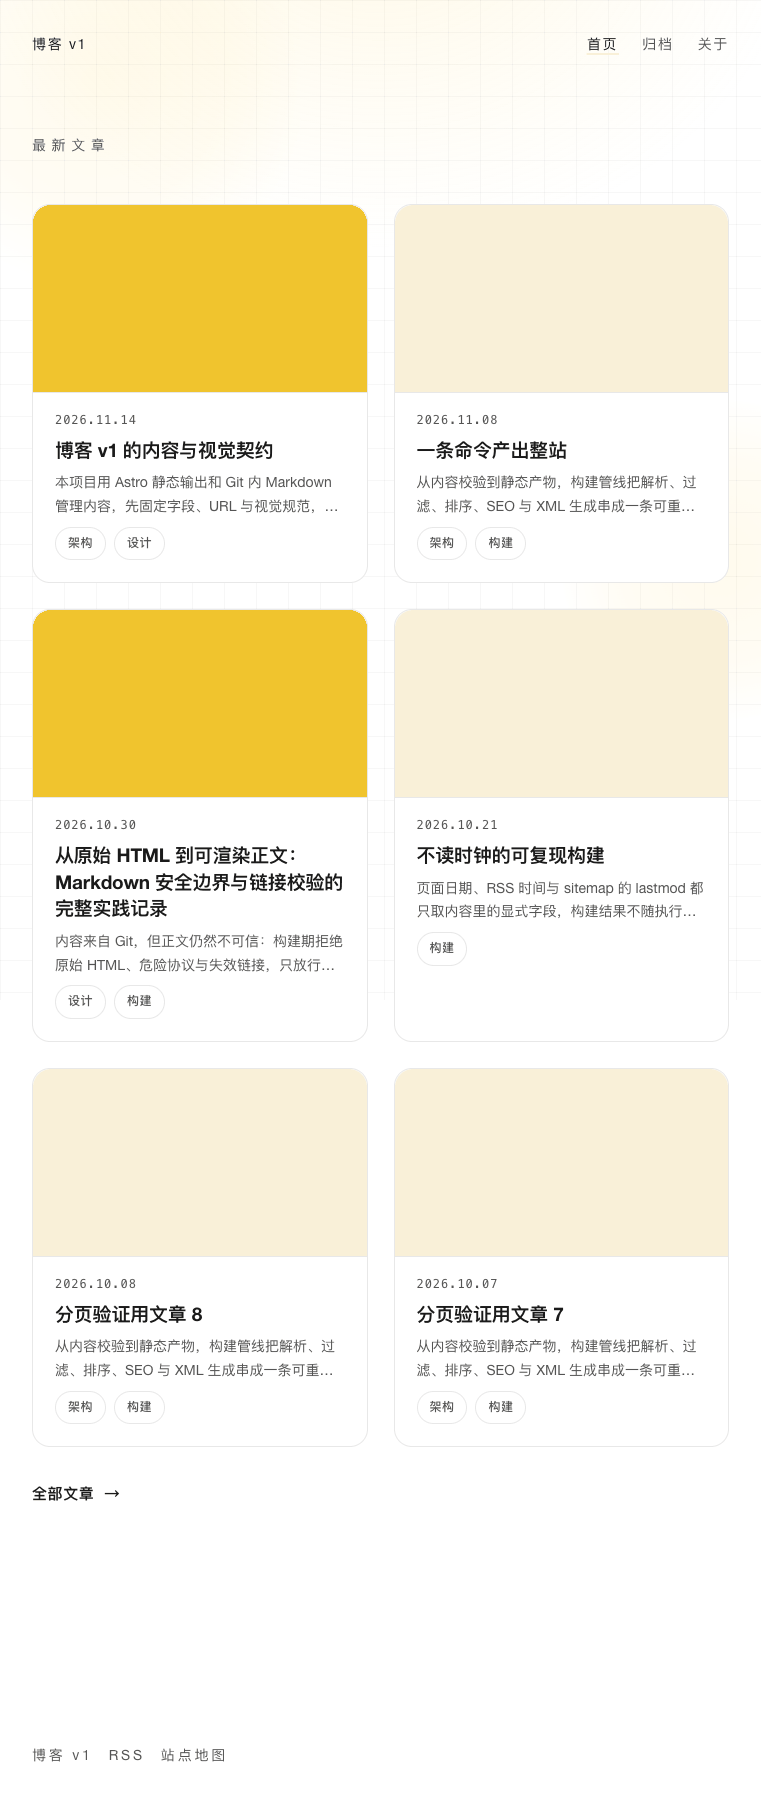 博客 v1
首页 归档 关于
最新文章
2026.11.14
博客 v1 的内容与视觉契约
本项目用 Astro 静态输出和 Git 内 Markdown
管理内容，先固定字段、URL 与视觉规范，…
架构 设计
2026.11.08
一条命令产出整站
从内容校验到静态产物，构建管线把解析、过
滤、排序、SEO 与 XML 生成串成一条可重…
架构 构建
2026.10.30
从原始 HTML 到可渲染正文：
Markdown 安全边界与链接校验的
完整实践记录
内容来自 Git，但正文仍然不可信：构建期拒绝
原始 HTML、危险协议与失效链接，只放行…
设计 构建
2026.10.21
不读时钟的可复现构建
页面日期、RSS 时间与 sitemap 的 lastmod 都
只取内容里的显式字段，构建结果不随执行…
构建
2026.10.08
分页验证用文章 8
从内容校验到静态产物，构建管线把解析、过
滤、排序、SEO 与 XML 生成串成一条可重…
架构 构建
2026.10.07
分页验证用文章 7
从内容校验到静态产物，构建管线把解析、过
滤、排序、SEO 与 XML 生成串成一条可重…
架构 构建
全部文章 →
博客 v1 RSS 站点地图